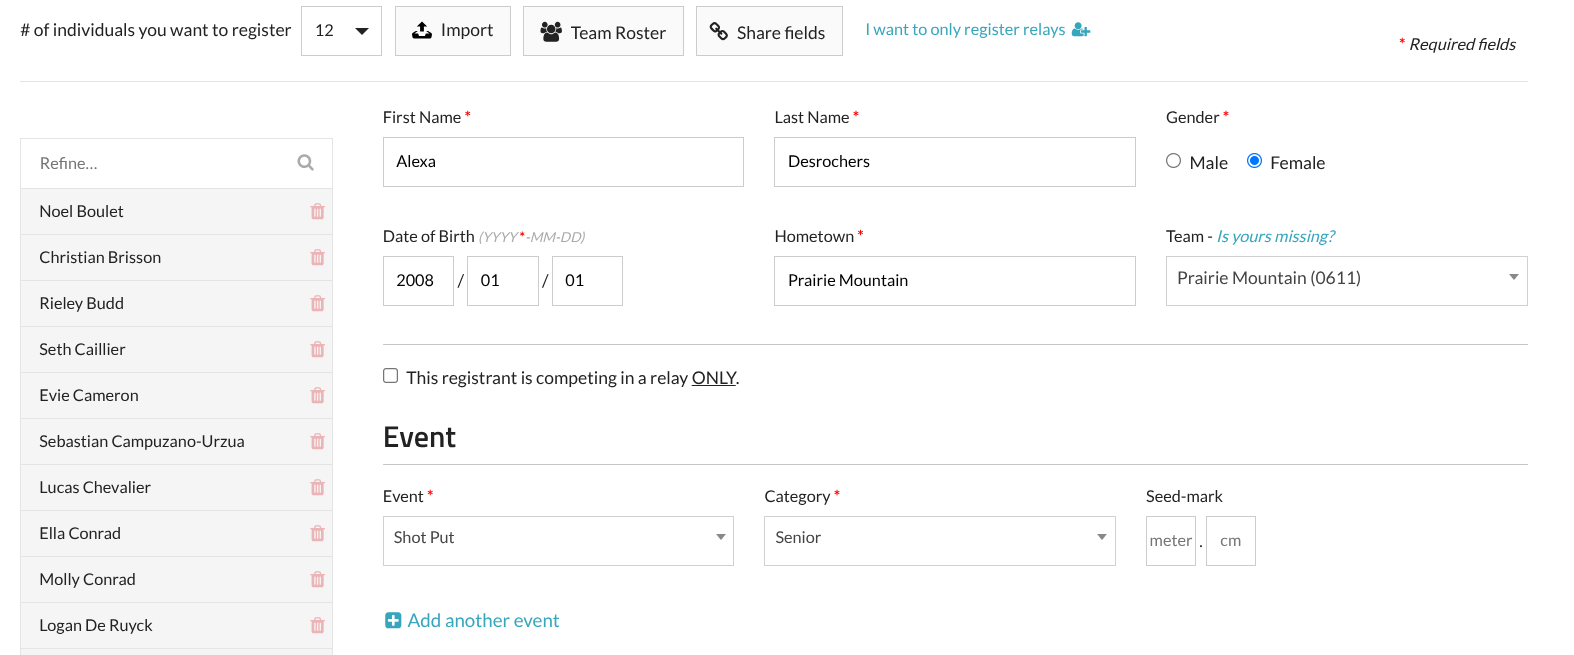 # of individuals you want to register 12 Import Team Roster Share fields I want to only register relays
* Required fields
Refine...
Noel Boulet
Christian Brisson
Rieley Budd
Seth Caillier
Evie Cameron
Sebastian Campuzano-Urzua
Lucas Chevalier
Ella Conrad
Molly Conrad
Logan De Ruyck
First Name * Last Name * Gender *
Alexa Desrochers Male Female
Date of Birth (YYYY*-MM-DD) Hometown * Team - Is yours missing?
2008 / 01 / 01 Prairie Mountain Prairie Mountain (0611)
This registrant is competing in a relay ONLY.
Event
Event * Category * Seed-mark
Shot Put Senior meter . cm
Add another event